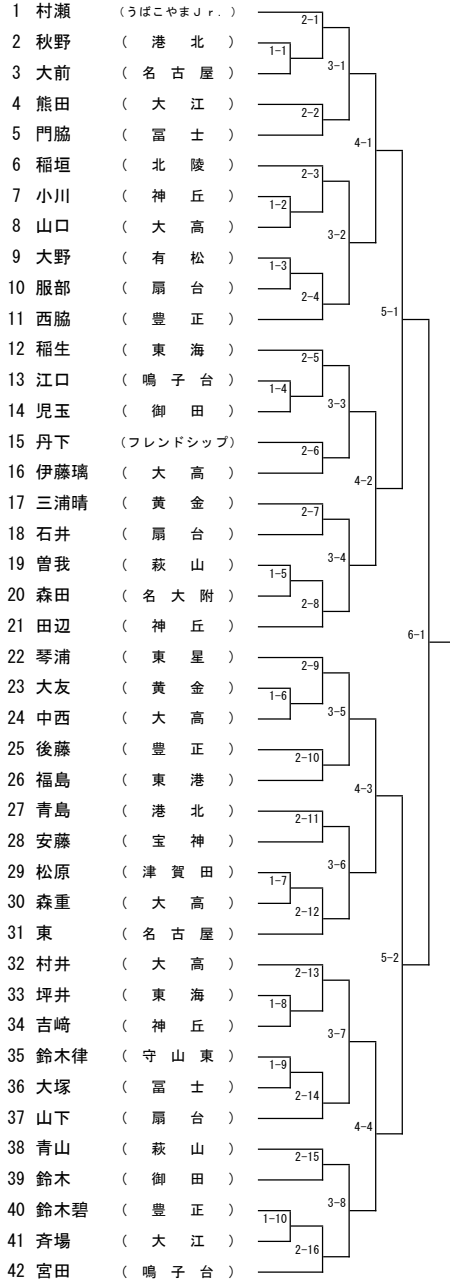 1 村瀬 (うばこやまJr.)
2 秋野 (港北)
3 大前 (名古屋)
4 熊田 (大江)
5 門脇 (冨士)
6 稲垣 (北陵)
7 小川 (神丘)
8 山口 (大高)
9 大野 (有松)
10 服部 (扇台)
11 西脇 (豊正)
12 稲生 (東海)
13 江口 (鳴子台)
14 児玉 (御田)
15 丹下 (フレンドシップ)
16 伊藤璃 (大高)
17 三浦晴 (黄金)
18 石井 (扇台)
19 曽我 (萩山)
20 森田 (名大附)
21 田辺 (神丘)
22 琴浦 (東星)
23 大友 (黄金)
24 中西 (大高)
25 後藤 (豊正)
26 福島 (東港)
27 青島 (港北)
28 安藤 (宝神)
29 松原 (津賀田)
30 森重 (大高)
31 東 (名古屋)
32 村井 (大高)
33 坪井 (東海)
34 吉﨑 (神丘)
35 鈴木律 (守山東)
36 大塚 (冨士)
37 山下 (扇台)
38 青山 (萩山)
39 鈴木 (御田)
40 鈴木碧 (豊正)
41 斉場 (大江)
42 宮田 (鳴子台)
1-1
1-2
1-3
1-4
1-5
1-6
1-7
1-8
1-9
1-10
2-1
2-2
2-3
2-4
2-5
2-6
2-7
2-8
2-9
2-10
2-11
2-12
2-13
2-14
2-15
2-16
3-1
3-2
3-3
3-4
3-5
3-6
3-7
3-8
4-1
4-2
4-3
4-4
5-1
5-2
6-1